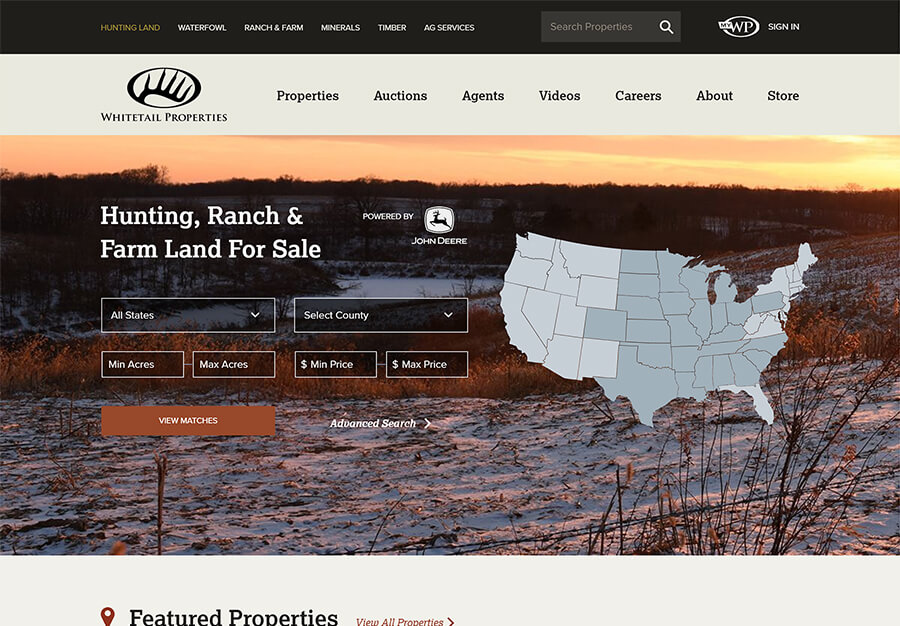 HUNTING LAND WATERFOWL RANCH & FARM MINERALS TIMBER AG SERVICES Search Properties MY WP SIGN IN
WHITETAIL PROPERTIES
Properties Auctions Agents Videos Careers About Store
Hunting, Ranch &
Farm Land For Sale
POWERED BY
JOHN DEERE
All States Select County
Min Acres Max Acres $ Min Price $ Max Price
VIEW MATCHES Advanced Search
Featured Properties View All Properties